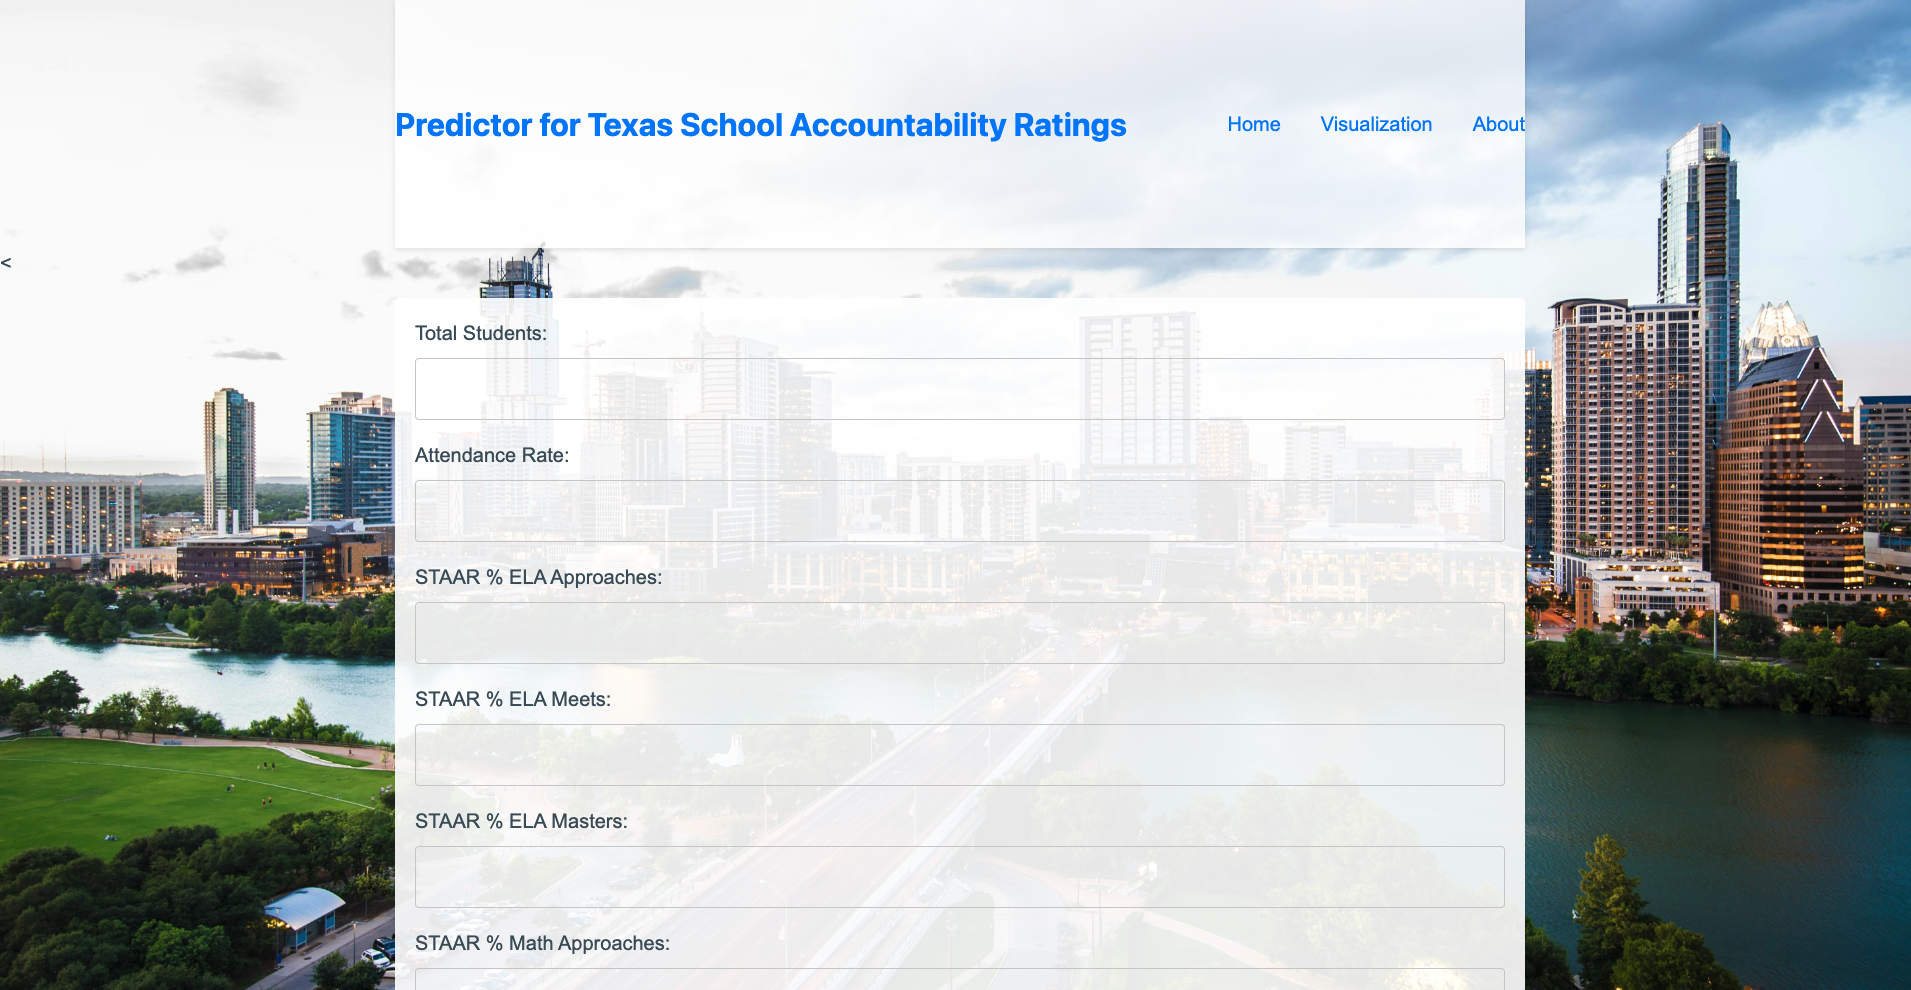 Predictor for Texas School Accountability Ratings
Home Visualization About
<
Total Students:
Attendance Rate:
STAAR % ELA Approaches:
STAAR % ELA Meets:
STAAR % ELA Masters:
STAAR % Math Approaches: